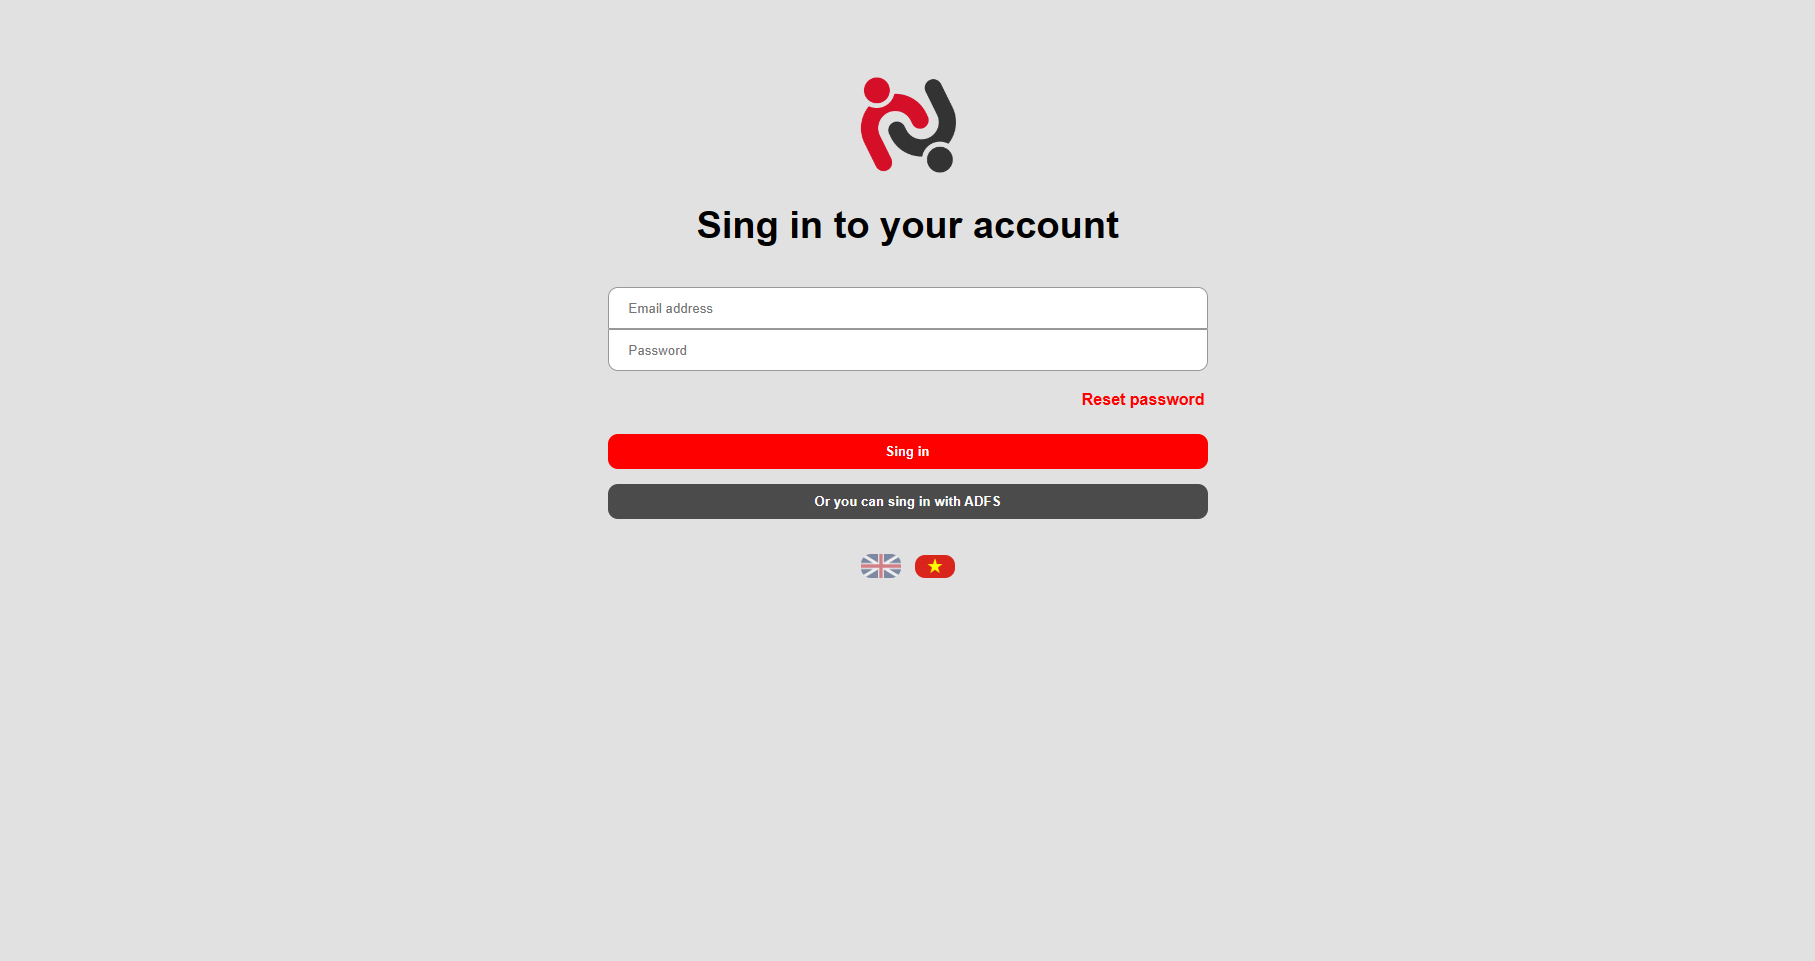 Sing in to your account
Email address
Password
Reset password
Sing in
Or you can sing in with ADFS